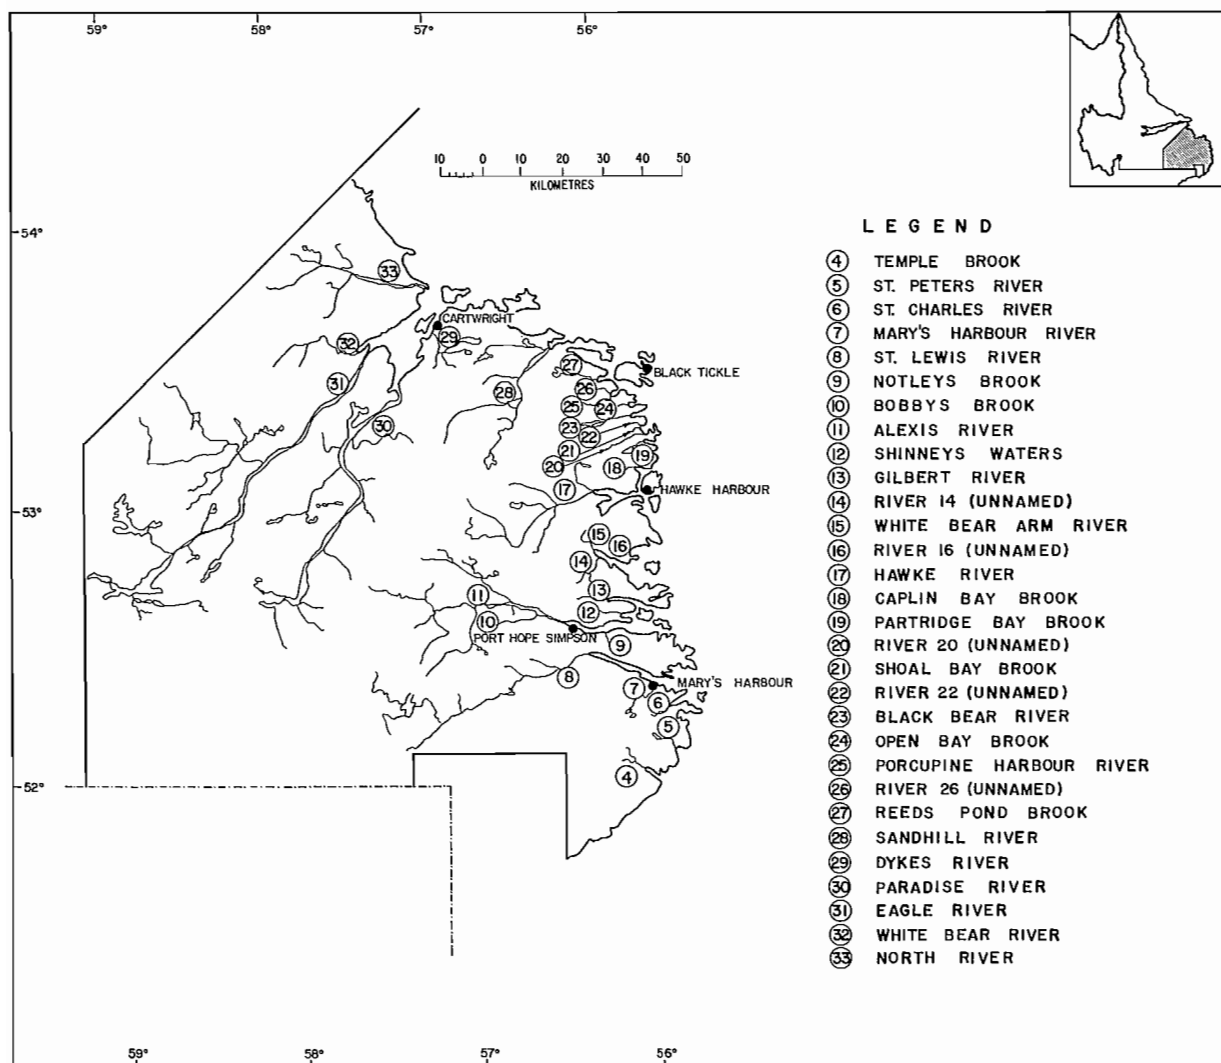 59° 58° 57° 56°
10 0 10 20 30 40 50
KILOMETRES
54°
53°
52°
33
CARTWRIGHT
29
32
27
BLACK TICKLE
31
28
26
25
24
30
23
22
21
19
20
18
17
HAWKE HARBOUR
15
16
14
13
11
12
10
PORT HOPE SIMPSON
9
8
MARY'S HARBOUR
7
6
5
4
LEGEND
4 TEMPLE BROOK
5 ST. PETERS RIVER
6 ST. CHARLES RIVER
7 MARY'S HARBOUR RIVER
8 ST. LEWIS RIVER
9 NOTLEYS BROOK
10 BOBBYS BROOK
11 ALEXIS RIVER
12 SHINNEYS WATERS
13 GILBERT RIVER
14 RIVER 14 (UNNAMED)
15 WHITE BEAR ARM RIVER
16 RIVER 16 (UNNAMED)
17 HAWKE RIVER
18 CAPLIN BAY BROOK
19 PARTRIDGE BAY BROOK
20 RIVER 20 (UNNAMED)
21 SHOAL BAY BROOK
22 RIVER 22 (UNNAMED)
23 BLACK BEAR RIVER
24 OPEN BAY BROOK
25 PORCUPINE HARBOUR RIVER
26 RIVER 26 (UNNAMED)
27 REEDS POND BROOK
28 SANDHILL RIVER
29 DYKES RIVER
30 PARADISE RIVER
31 EAGLE RIVER
32 WHITE BEAR RIVER
33 NORTH RIVER
59° 58° 57° 56°